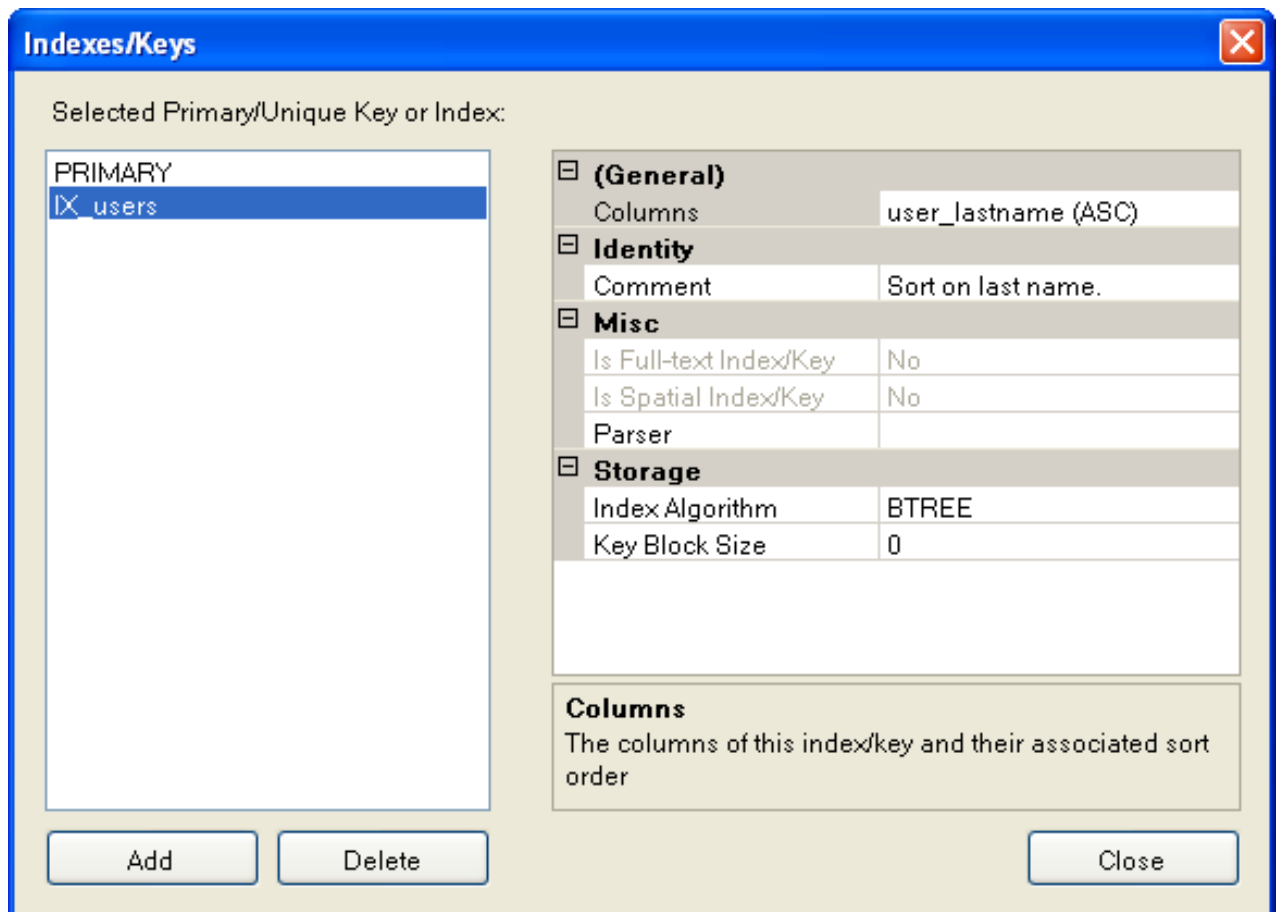 Indexes/Keys
Selected Primary/Unique Key or Index:
PRIMARY
IX_users
(General)
Columns user_lastname (ASC)
Identity
Comment Sort on last name.
Misc
Is Full-text Index/Key No
Is Spatial Index/Key No
Parser
Storage
Index Algorithm BTREE
Key Block Size 0
Columns
The columns of this index/key and their associated sort
order
Add Delete Close